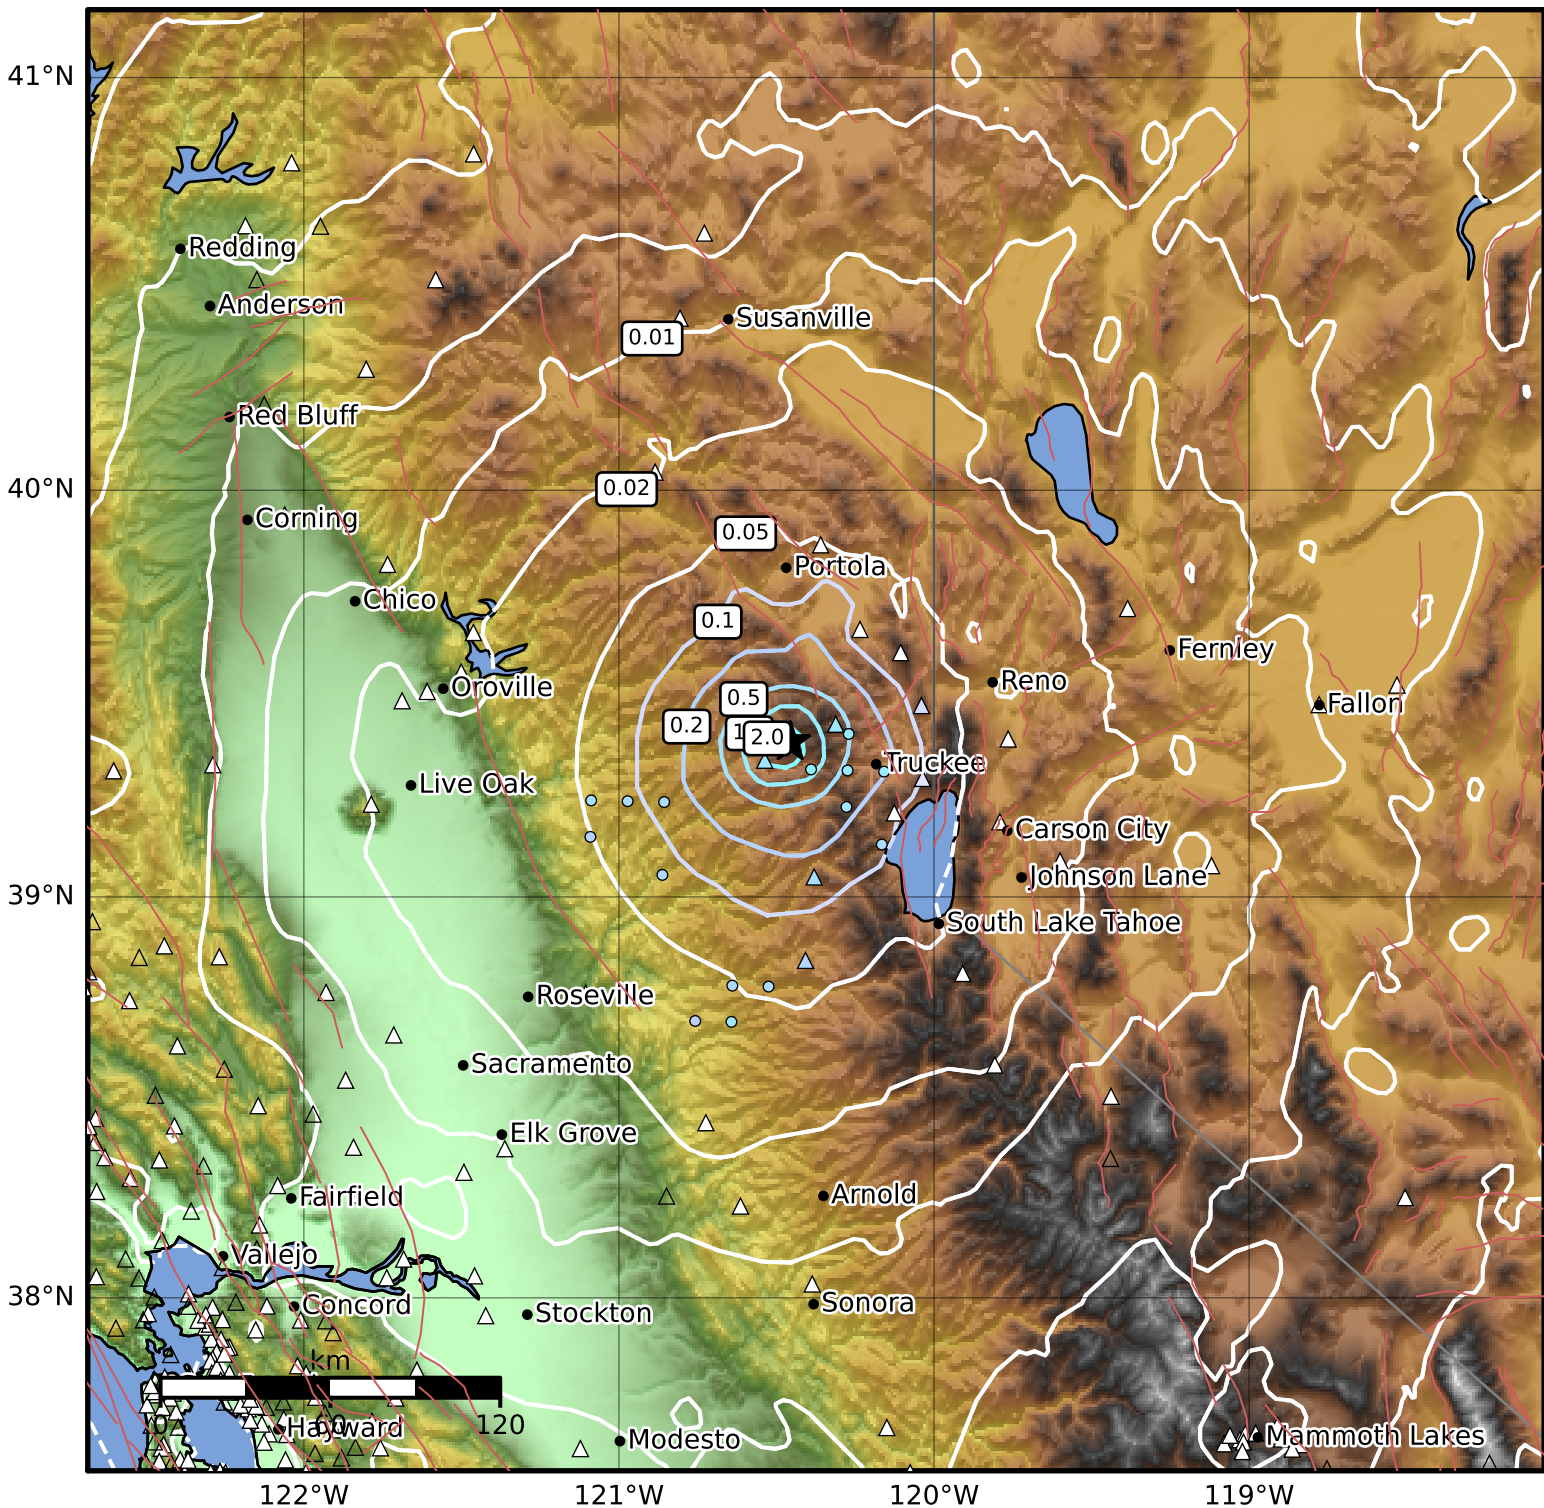 41°N
Redding
Anderson
Susanville
0.01
Red Bluff
40°N
0.02
Corning
0.05
Portola
Chico
0.1
Fernley
Reno
Oroville
0.5
Fallon
0.2
2.0
Truckee
Live Oak
Carson City
Johnson Lane
39°N
South Lake Tahoe
Roseville
Sacramento
Elk Grove
Arnold
Fairfield
Vallejo
38°N
Concord
Sonora
Stockton
km
0 60 120
Hayward
Modesto
Mammoth Lakes
122°W 121°W 120°W 119°W